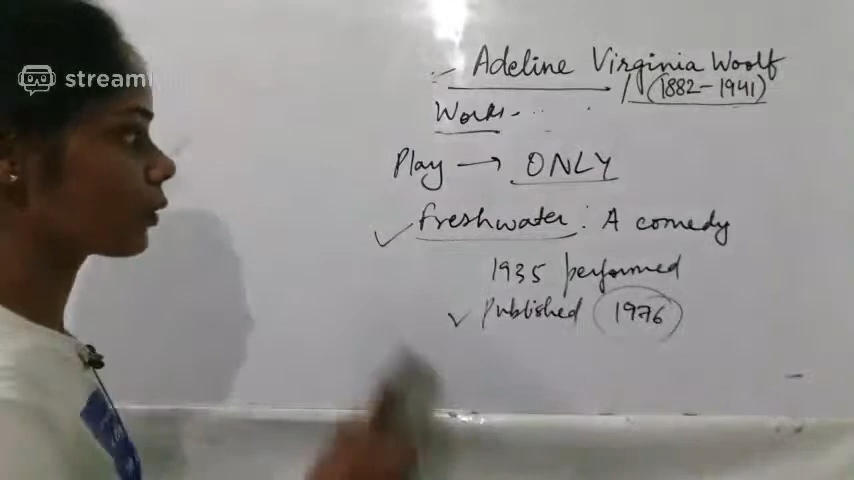 streaml
Adeline Virginia Woolf
(1882-1941)
Works-...
Play → ONLY
freshwater: A comedy
1935 performed
✓ Published 1976